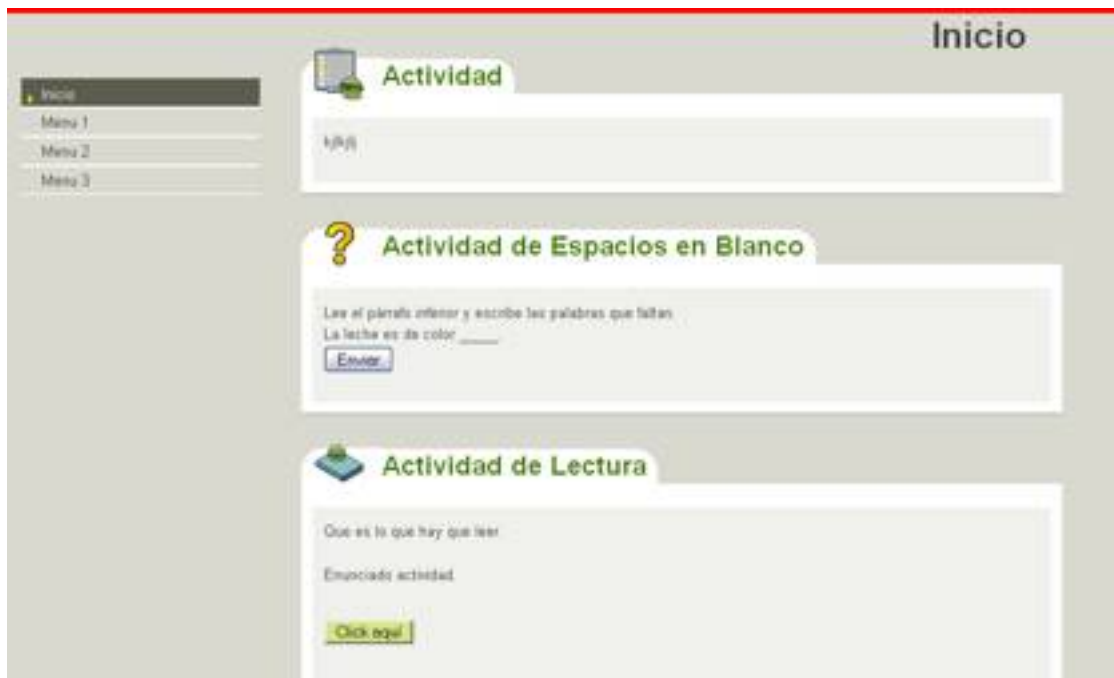 Inicio
Inicio
Menu 1
Menu 2
Menu 3
Actividad
Actividad de Espacios en Blanco
Lee el párrafo inferior y escribe las palabras que faltan.
La leche es de color _____
Enviar
Actividad de Lectura
Que es lo que hay que leer
Enunciado actividad.
Click aquí